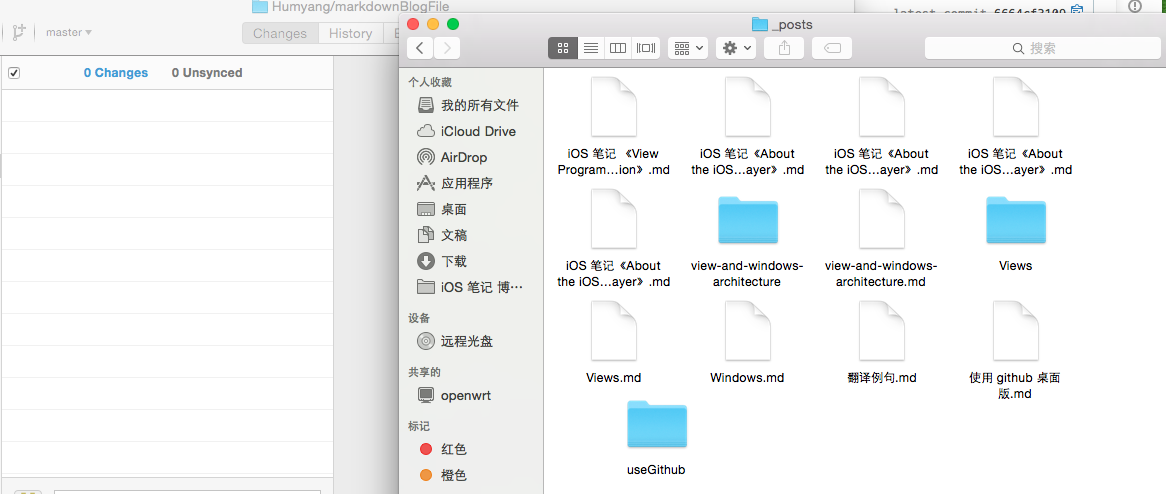 Humyang/markdownBlogFile
master
Changes
History
0 Changes
0 Unsynced
latest commit 6664cf3109
_posts
搜索
个人收藏
我的所有文件
iCloud Drive
AirDrop
应用程序
桌面
文稿
下载
iOS 笔记 博…
设备
远程光盘
共享的
openwrt
标记
红色
橙色
iOS 笔记 《View
Program…ion》.md
iOS 笔记《About
the iOS…ayer》.md
iOS 笔记《About
the iOS…ayer》.md
iOS 笔记《About
the iOS…ayer》.md
iOS 笔记《About
the iOS…ayer》.md
view-and-windows-
architecture
view-and-windows-
architecture.md
Views
Views.md
Windows.md
翻译例句.md
使用 github 桌面
版.md
useGithub